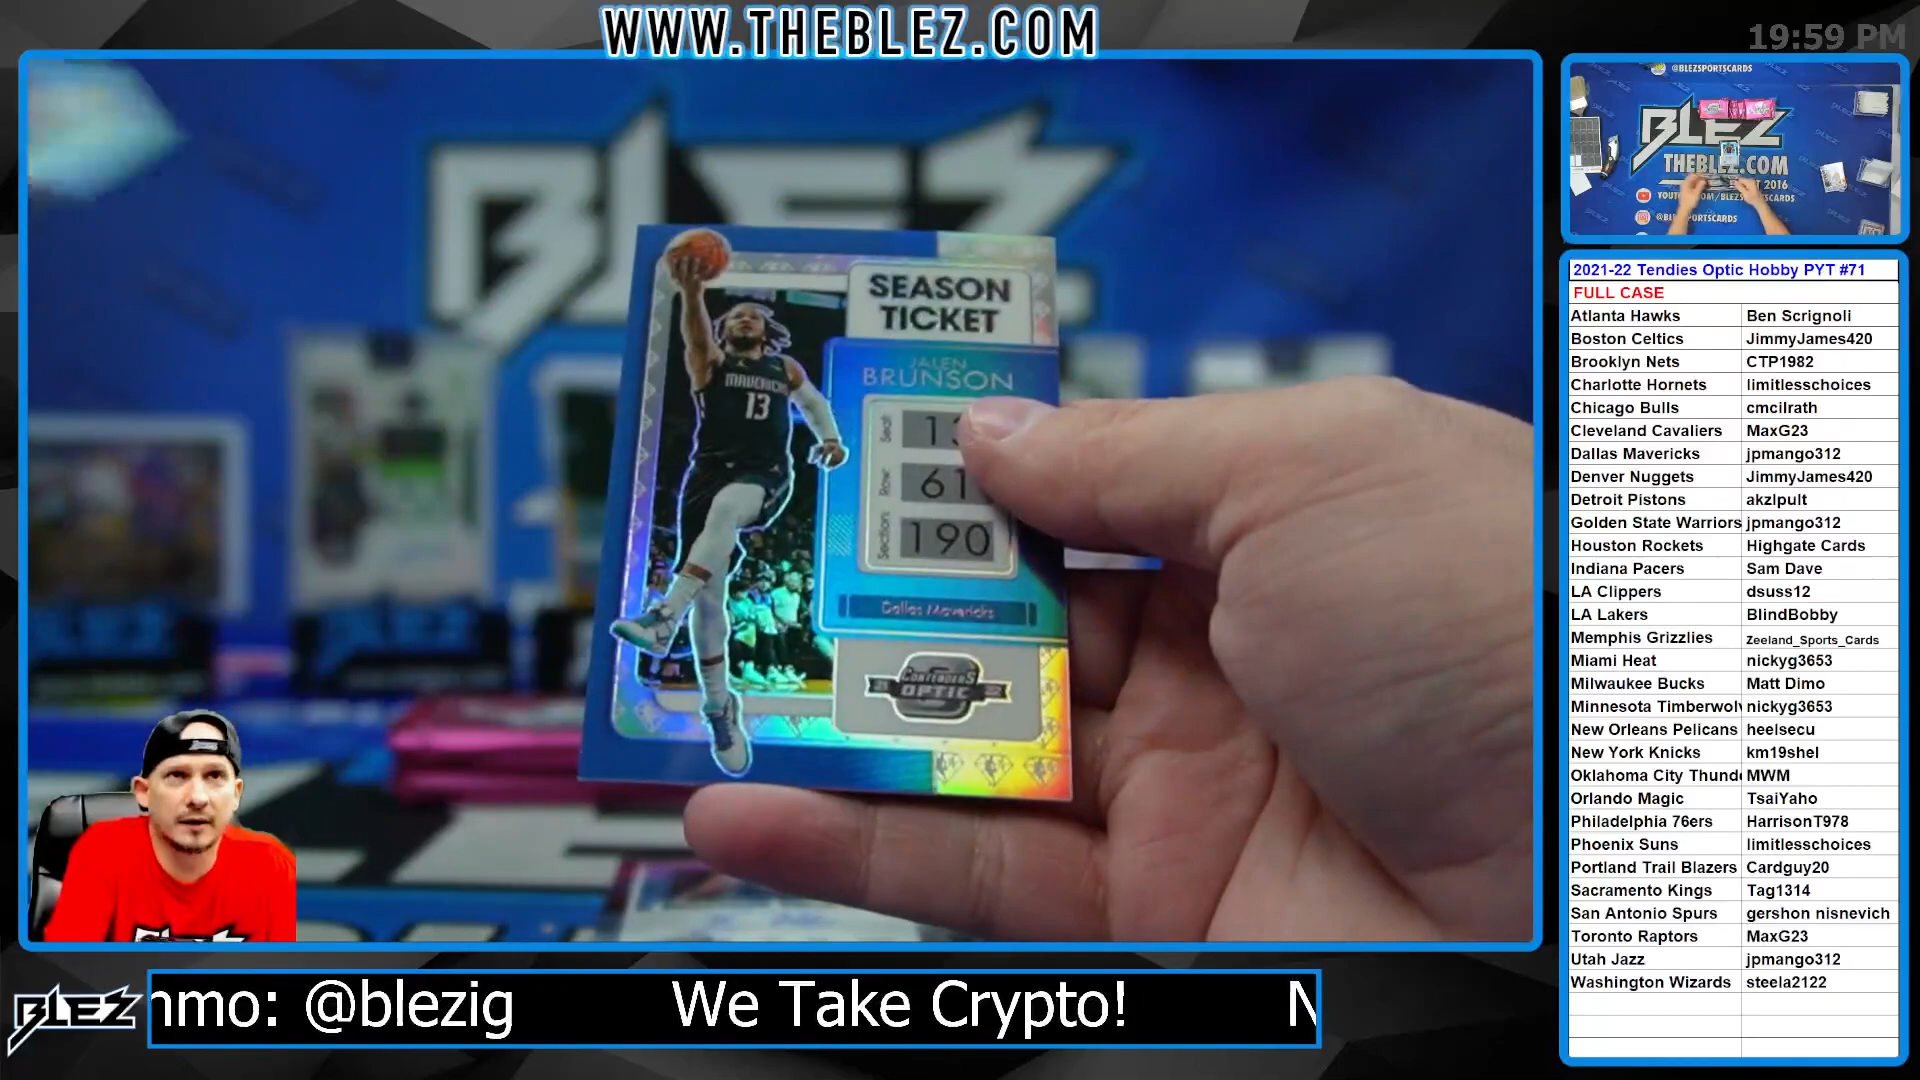 WWW.THEBLEZ.COM
19:59 PM
BLEZ
SEASON
TICKET
JALEN
BRUNSON
MAVERICKS
13
Seat
Row
61
Section
190
Dallas Mavericks
CONTENDERS
OPTIC
@BLEZSPORTSCARDS
BLEZ
THEBLEZ.COM
2016
2021-22 Tendies Optic Hobby PYT #71
FULL CASE
Atlanta Hawks Ben Scrignoli
Boston Celtics JimmyJames420
Brooklyn Nets CTP1982
Charlotte Hornets limitlesschoices
Chicago Bulls cmcilrath
Cleveland Cavaliers MaxG23
Dallas Mavericks jpmango312
Denver Nuggets JimmyJames420
Detroit Pistons akzlpult
Golden State Warriors jpmango312
Houston Rockets Highgate Cards
Indiana Pacers Sam Dave
LA Clippers dsuss12
LA Lakers BlindBobby
Memphis Grizzlies Zeeland_Sports_Cards
Miami Heat nickyg3653
Milwaukee Bucks Matt Dimo
Minnesota Timberwolv nickyg3653
New Orleans Pelicans heelsecu
New York Knicks km19shel
Oklahoma City Thund MWM
Orlando Magic TsaiYaho
Philadelphia 76ers HarrisonT978
Phoenix Suns limitlesschoices
Portland Trail Blazers Cardguy20
Sacramento Kings Tag1314
San Antonio Spurs gershon nisnevich
Toronto Raptors MaxG23
Utah Jazz jpmango312
Washington Wizards steela2122
BLEZ
nmo: @blezig We Take Crypto! N